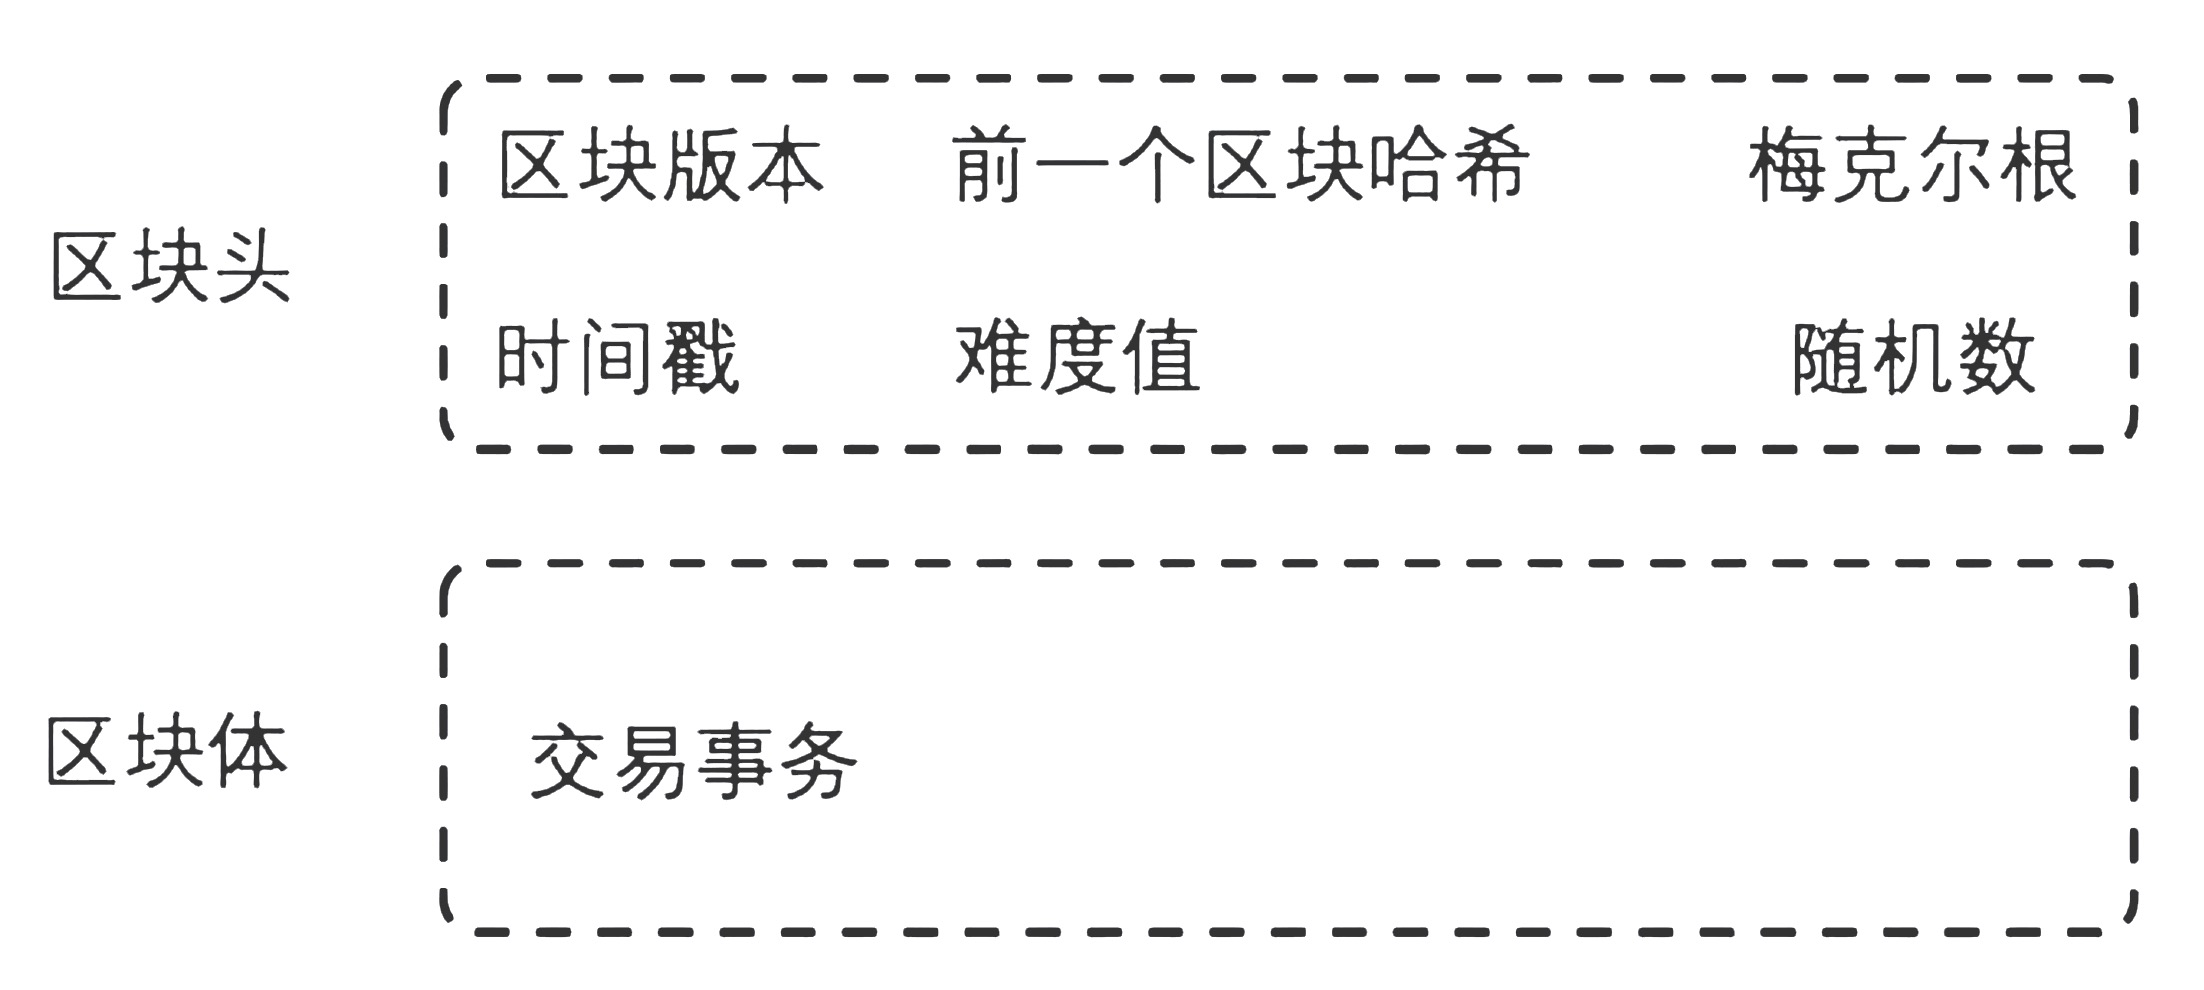 区块头
区块版本 前一个区块哈希 梅克尔根
时间戳 难度值 随机数
区块体
交易事务